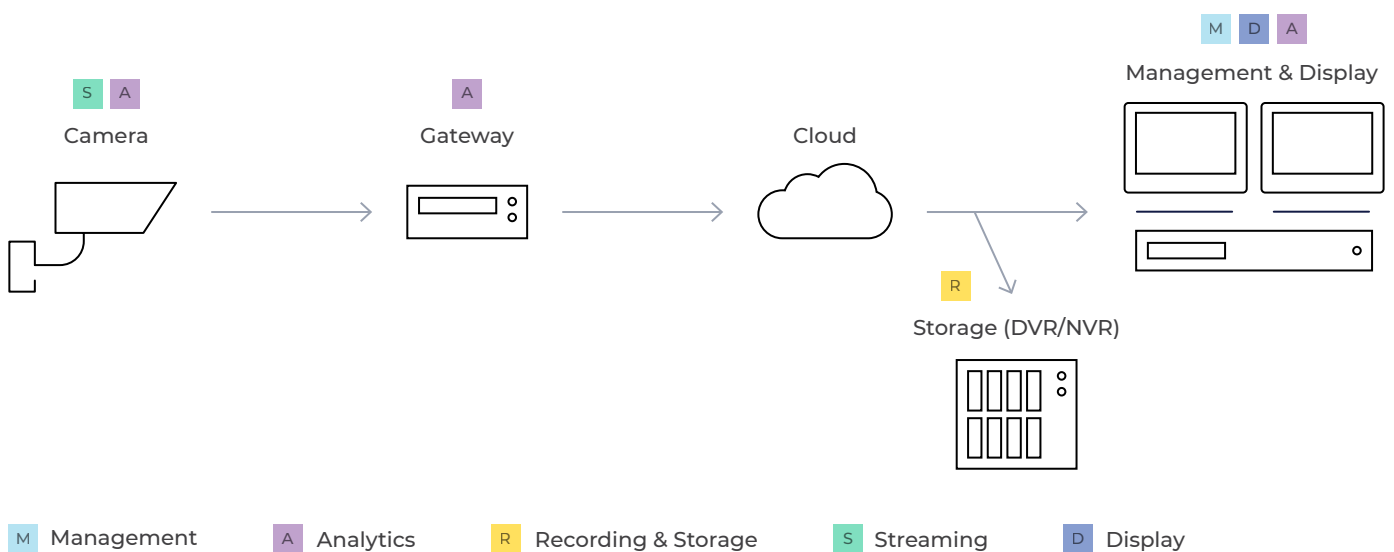 M D A
Management & Display
S A
Camera
A
Gateway
Cloud
R
Storage (DVR/NVR)
M Management A Analytics R Recording & Storage S Streaming D Display